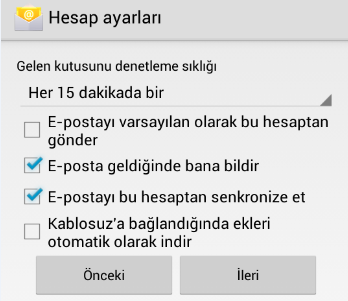 Hesap ayarları
Gelen kutusunu denetleme sıklığı
Her 15 dakikada bir
E-postayı varsayılan olarak bu hesaptan
gönder
E-posta geldiğinde bana bildir
E-postayı bu hesaptan senkronize et
Kablosuz'a bağlandığında ekleri
otomatik olarak indir
Önceki
İleri